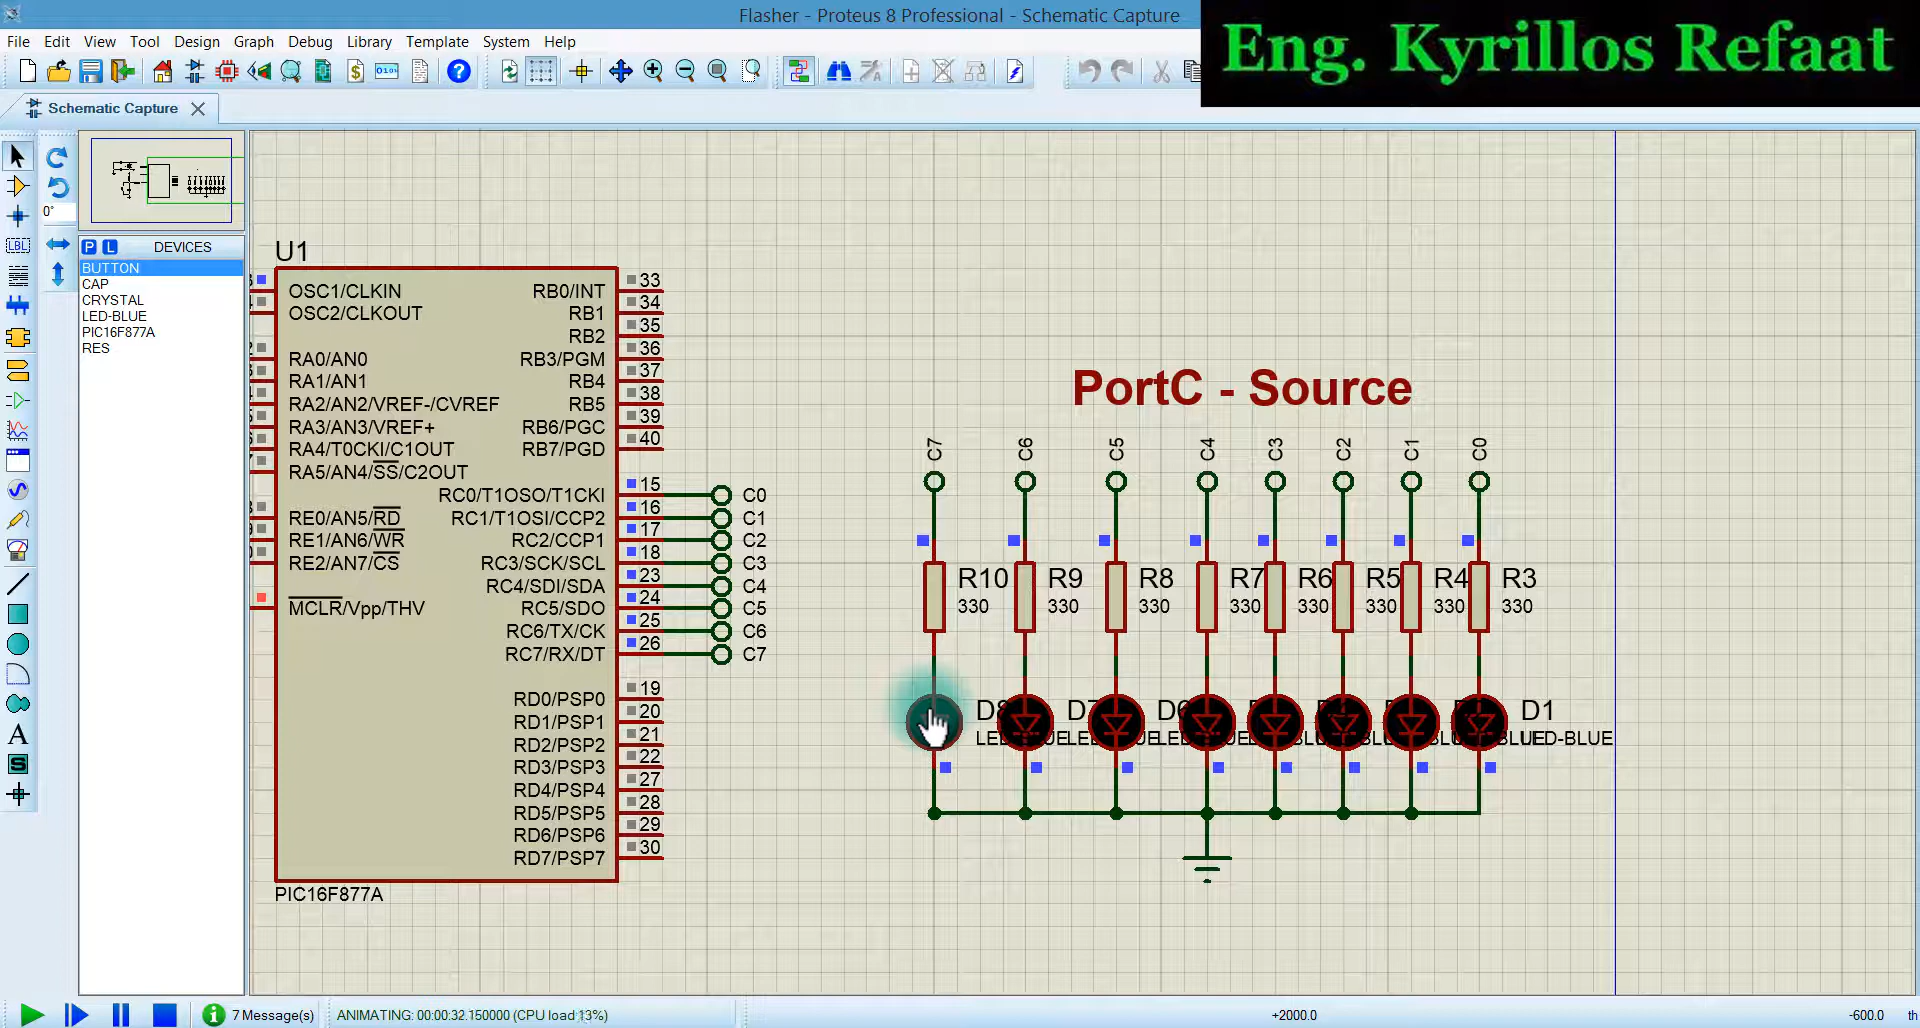 Flasher - Proteus 8 Professional - Schematic Capture
Eng. Kyrillos Refaat
File Edit View Tool Design Graph Debug Library Template System Help
Schematic Capture
0°
P L DEVICES
BUTTON
CAP
CRYSTAL
LED-BLUE
PIC16F877A
RES
LBL
U1
OSC1/CLKIN
OSC2/CLKOUT
RA0/AN0
RA1/AN1
RA2/AN2/VREF-/CVREF
RA3/AN3/VREF+
RA4/T0CKI/C1OUT
RA5/AN4/SS/C2OUT
RE0/AN5/RD
RE1/AN6/WR
RE2/AN7/CS
MCLR/Vpp/THV
RB0/INT 33
RB1 34
RB2 35
RB3/PGM 36
RB4 37
RB5 38
RB6/PGC 39
RB7/PGD 40
RC0/T1OSO/T1CKI 15 C0
RC1/T1OSI/CCP2 16 C1
RC2/CCP1 17 C2
RC3/SCK/SCL 18 C3
RC4/SDI/SDA 23 C4
RC5/SDO 24 C5
RC6/TX/CK 25 C6
RC7/RX/DT 26 C7
RD0/PSP0 19
RD1/PSP1 20
RD2/PSP2 21
RD3/PSP3 22
RD4/PSP4 27
RD5/PSP5 28
RD6/PSP6 29
RD7/PSP7 30
PIC16F877A
PortC - Source
C7 C6 C5 C4 C3 C2 C1 C0
R10 R9 R8 R7 R6 R5 R4 R3
330 330 330 330 330 330 330 330
D1
LED-BLUE
7 Message(s)
ANIMATING: 00:00:32.150000 (CPU load 13%)
+2000.0
-600.0
th